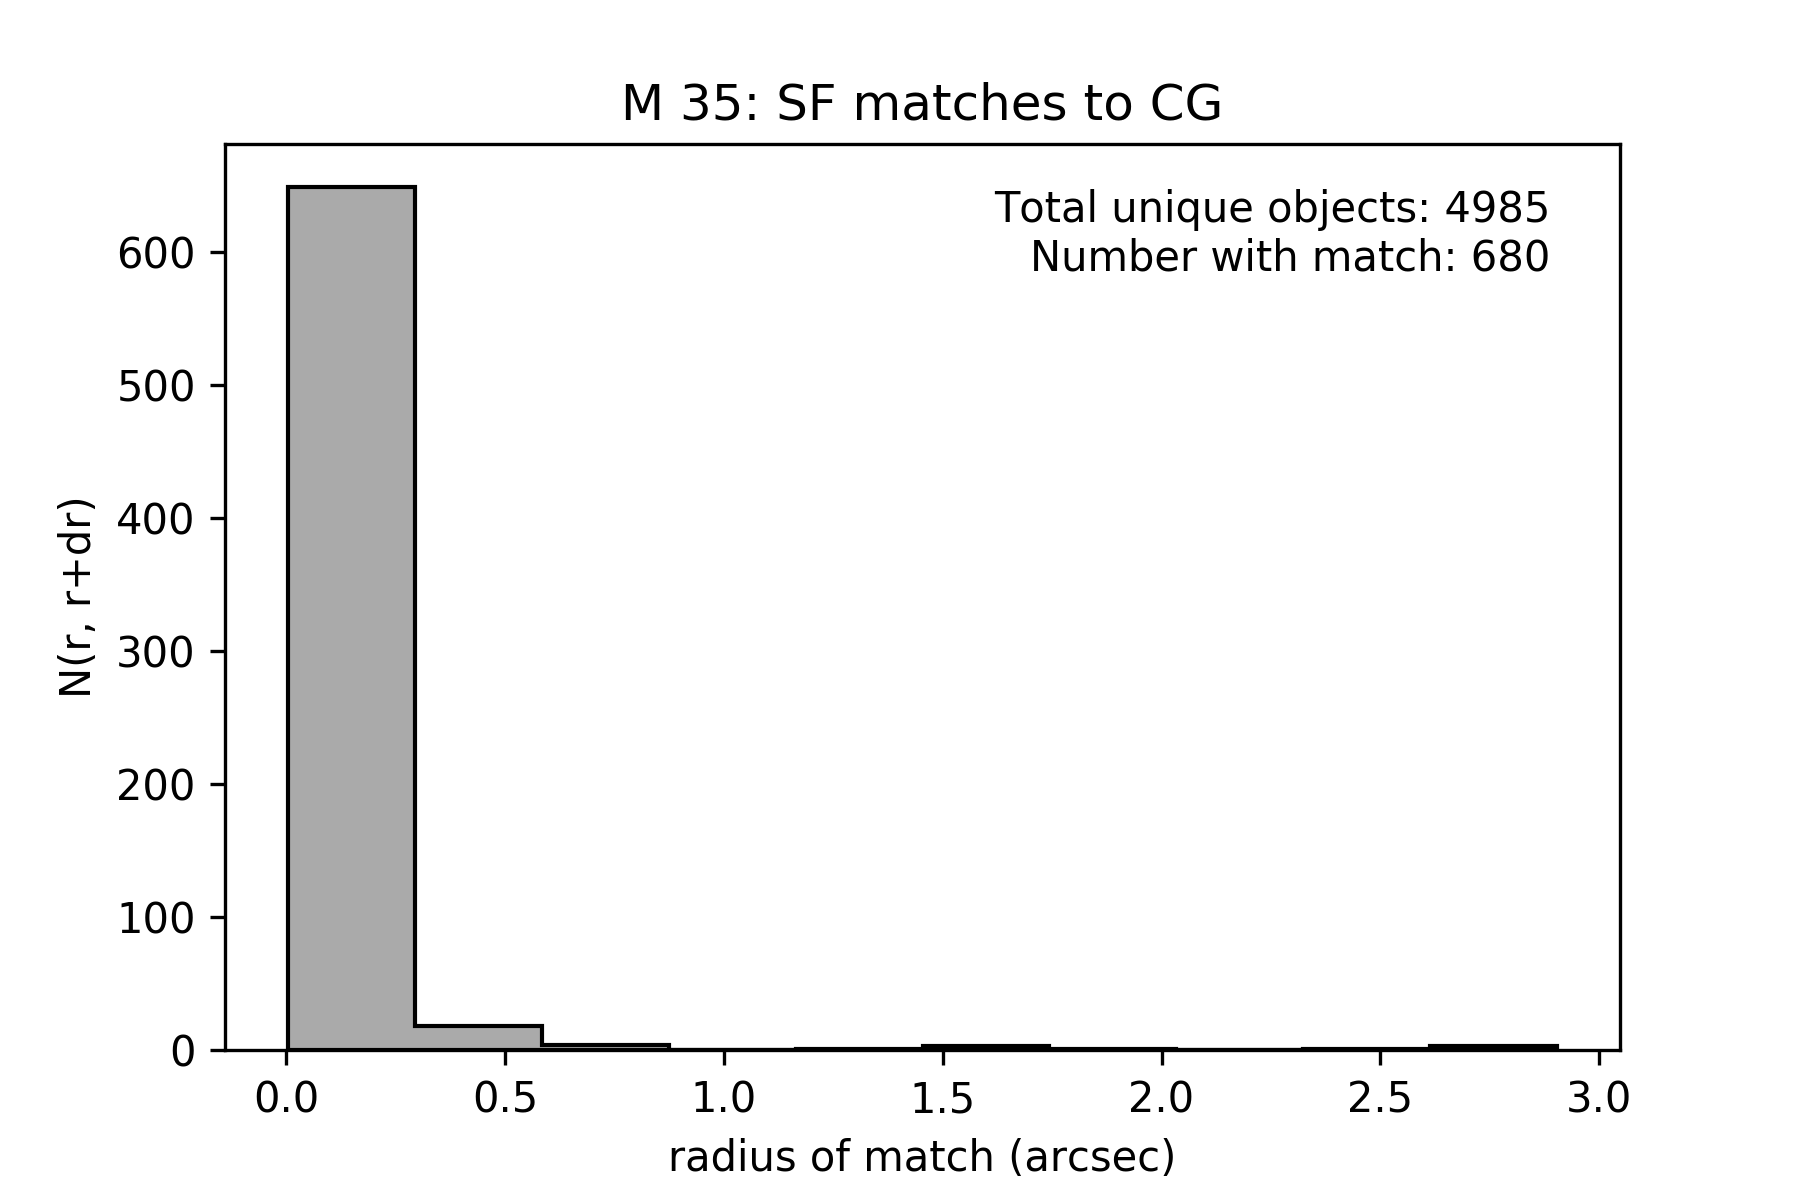 M 35: SF matches to CG
Total unique objects: 4985
Number with match: 680
N(r, r+dr)
600
500
400
300
200
100
0
0.0 0.5 1.0 1.5 2.0 2.5 3.0
radius of match (arcsec)